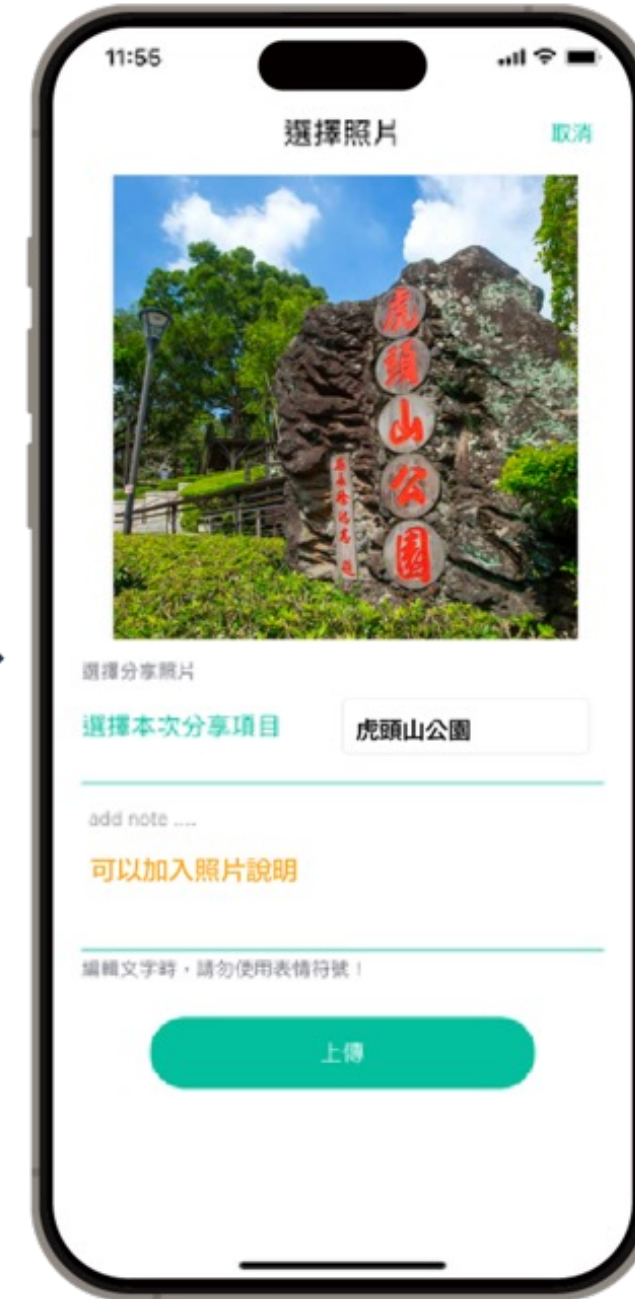 11:55
選擇照片
取消
虎頭山公園
選擇分享照片
選擇本次分享項目
虎頭山公園
add note ....
可以加入照片說明
編輯文字時，請勿使用表情符號！
上傳